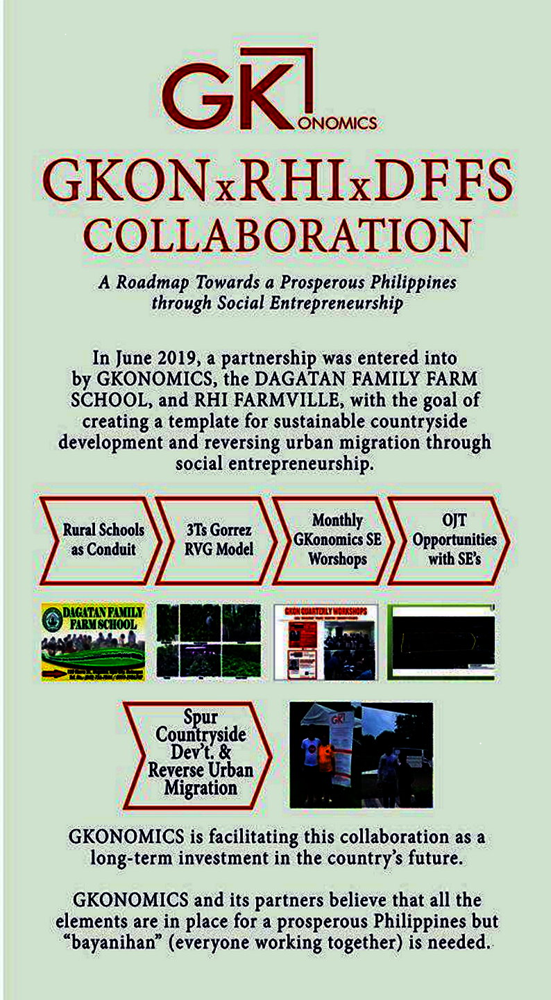 GK
ONOMICS
GKONxRHIxDFFS
COLLABORATION
A Roadmap Towards a Prosperous Philippines
through Social Entrepreneurship
In June 2019, a partnership was entered into
by GKONOMICS, the DAGATAN FAMILY FARM
SCHOOL, and RHI FARMVILLE, with the goal of
creating a template for sustainable countryside
development and reversing urban migration through
social entrepreneurship.
Rural Schools
as Conduit
3Ts Gorrez
RVG Model
Monthly
GKonomics SE
Worshops
OJT
Opportunities
with SE's
DAGATAN FAMILY
FARM SCHOOL
GKON QUARTERLY WORKSHOPS
Spur
Countryside
Dev't. &
Reverse Urban
Migration
GK
GKONOMICS is facilitating this collaboration as a
long-term investment in the country's future.
GKONOMICS and its partners believe that all the
elements are in place for a prosperous Philippines but
“bayanihan” (everyone working together) is needed.